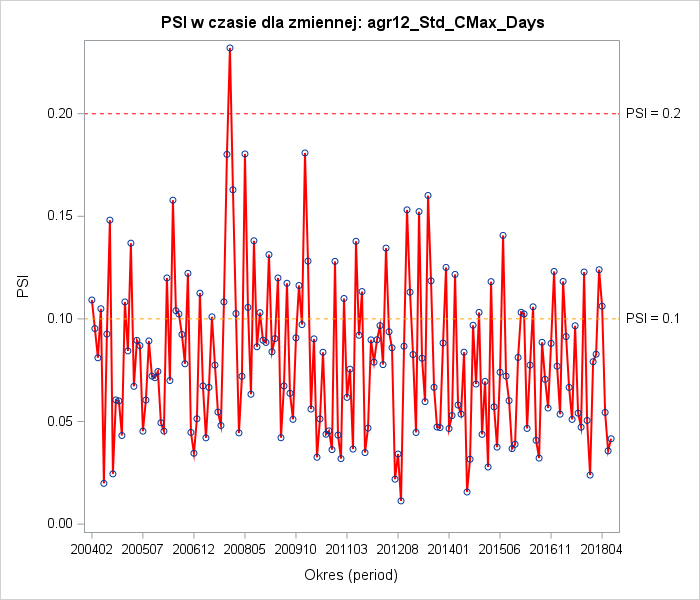 PSI w czasie dla zmiennej: agr12_Std_CMax_Days
PSI
0.20
0.15
0.10
0.05
0.00
PSI = 0.2
PSI = 0.1
200402 200507 200612 200805 200910 201103 201208 201401 201506 201611 201804
Okres (period)